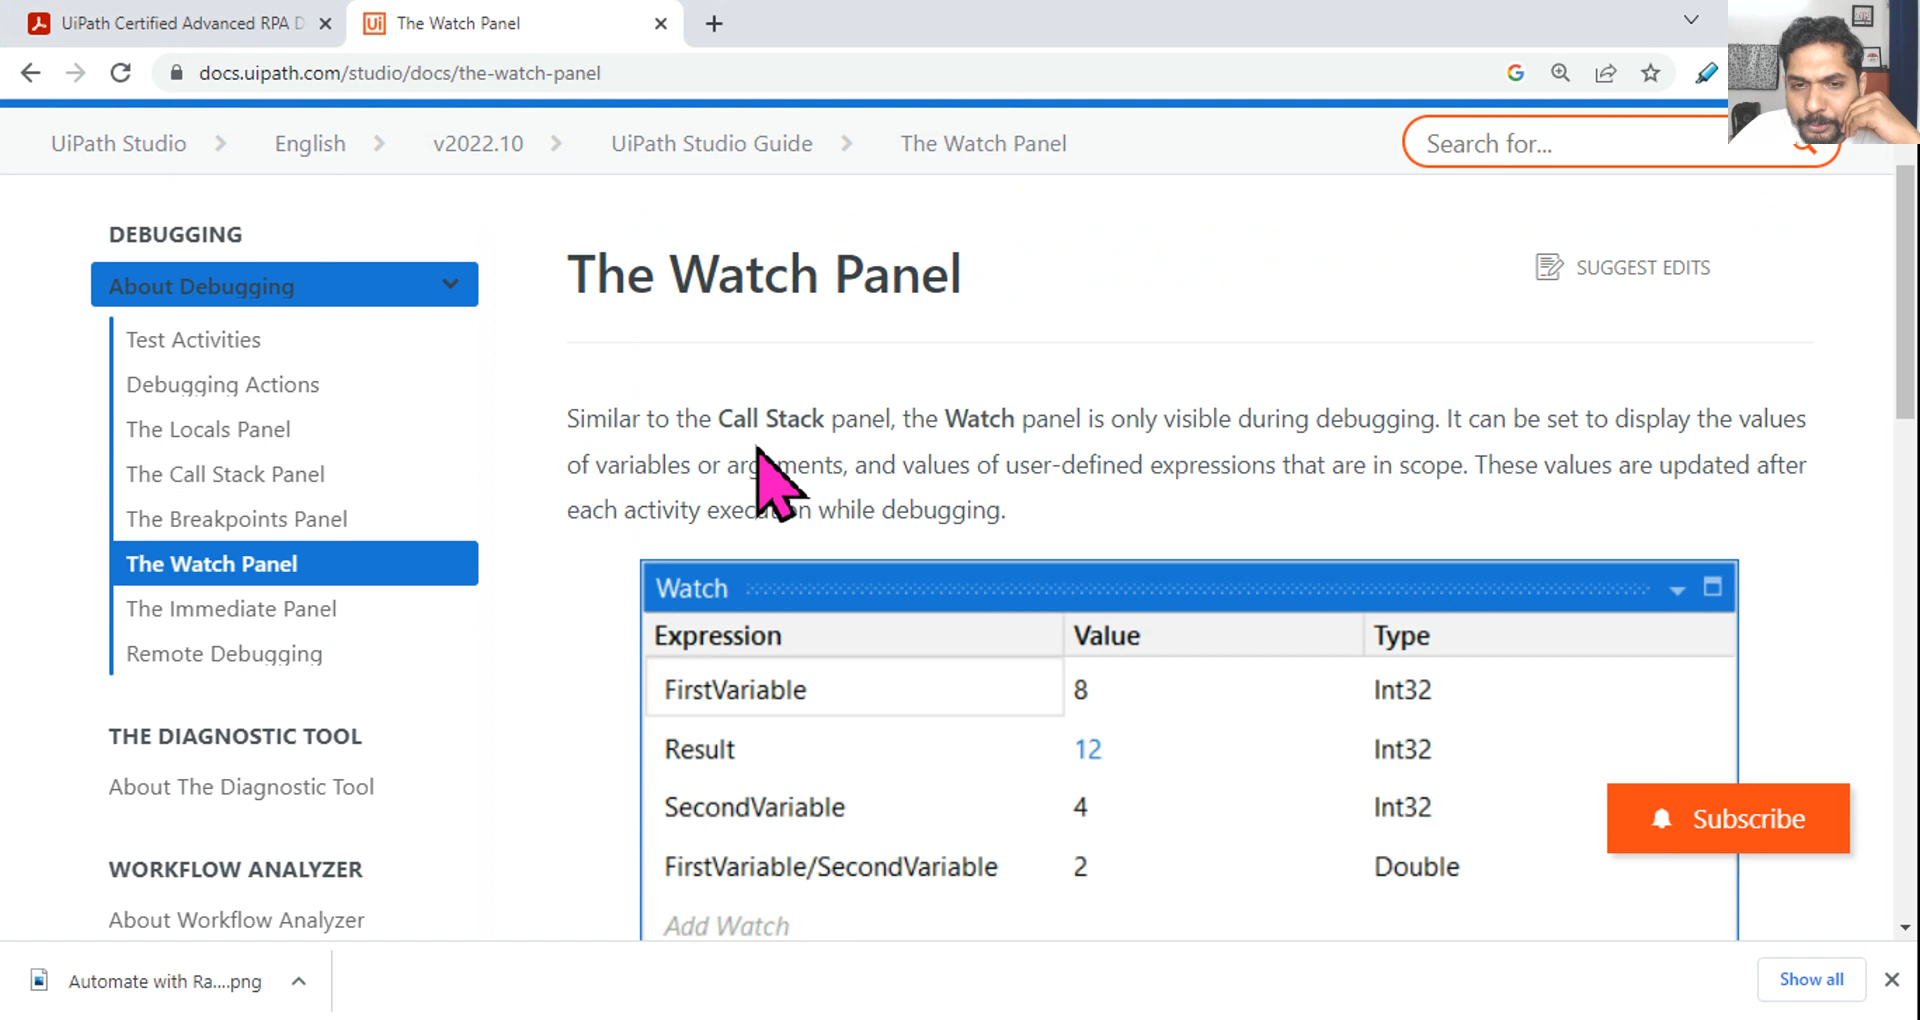 UiPath Certified Advanced RPA D
Ui The Watch Panel
docs.uipath.com/studio/docs/the-watch-panel
UiPath Studio English v2022.10 UiPath Studio Guide The Watch Panel
Search for...
DEBUGGING
About Debugging
Test Activities
Debugging Actions
The Locals Panel
The Call Stack Panel
The Breakpoints Panel
The Watch Panel
The Immediate Panel
Remote Debugging
THE DIAGNOSTIC TOOL
About The Diagnostic Tool
WORKFLOW ANALYZER
About Workflow Analyzer
The Watch Panel
SUGGEST EDITS
Similar to the Call Stack panel, the Watch panel is only visible during debugging. It can be set to display the values
of variables or arguments, and values of user-defined expressions that are in scope. These values are updated after
each activity execution while debugging.
Watch
Expression Value Type
FirstVariable 8 Int32
Result 12 Int32
SecondVariable 4 Int32
FirstVariable/SecondVariable 2 Double
Add Watch
Subscribe
Automate with Ra....png
Show all